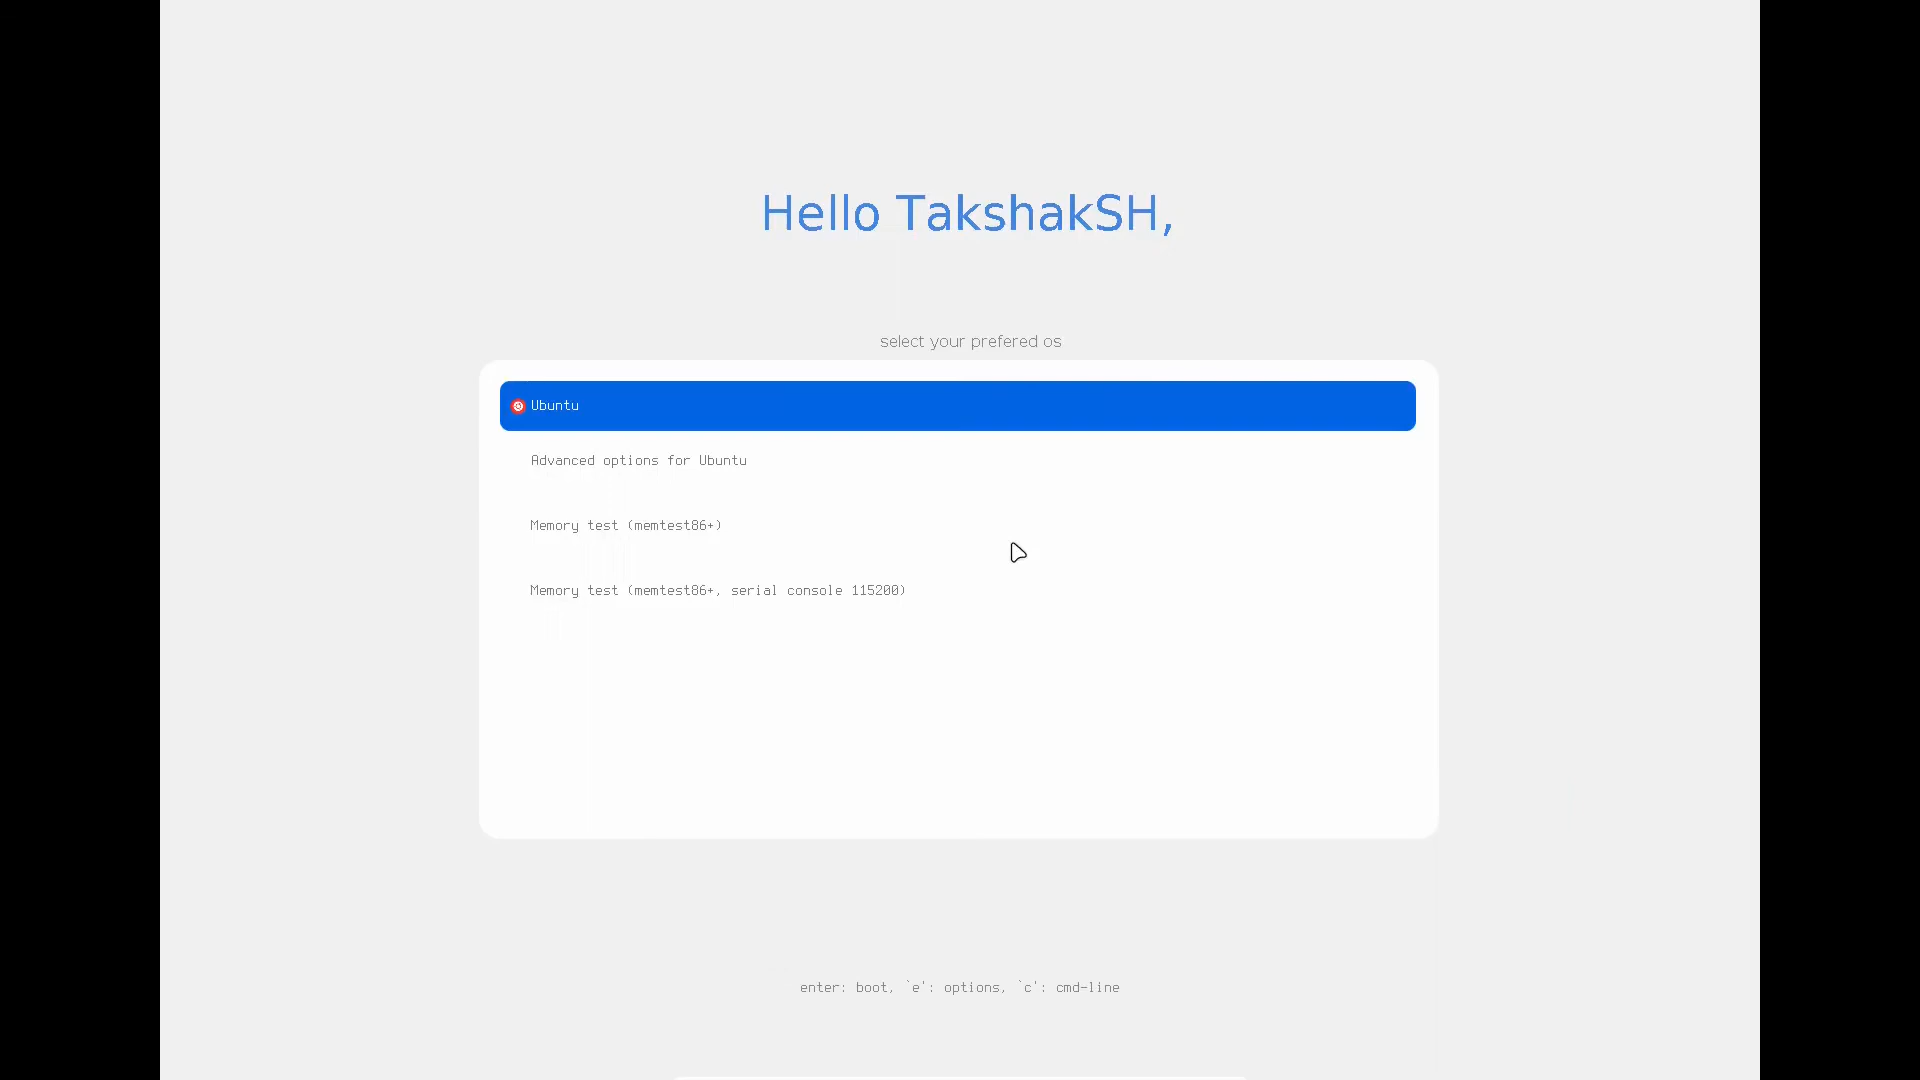 Hello TakshakSH,
select your prefered os
Ubuntu
Advanced options for Ubuntu
Memory test (memtest86+)
Memory test (memtest86+, serial console 115200)
enter: boot, `e': options, `c': cmd-line